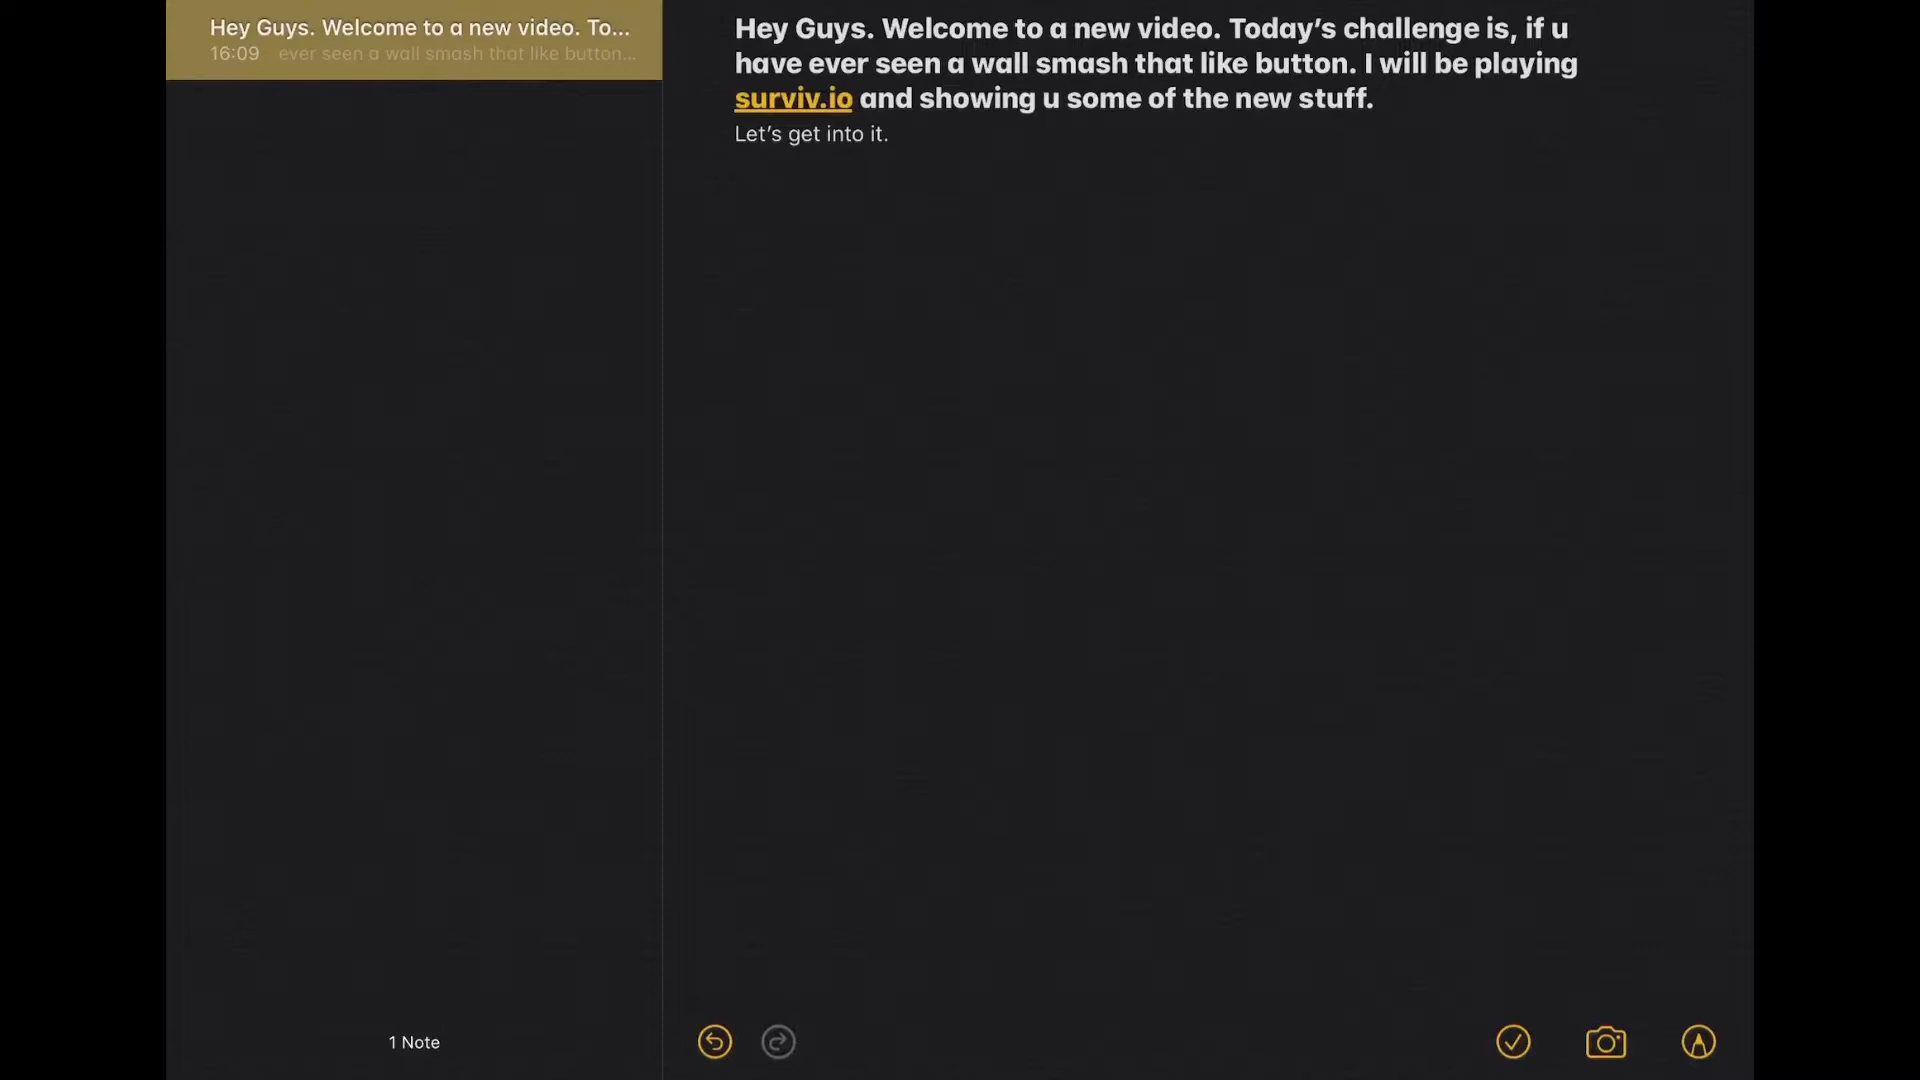 Hey Guys. Welcome to a new video. To...
16:09 ever seen a wall smash that like button...
Hey Guys. Welcome to a new video. Today’s challenge is, if u
have ever seen a wall smash that like button. I will be playing
surviv.io and showing u some of the new stuff.
Let’s get into it.
1 Note